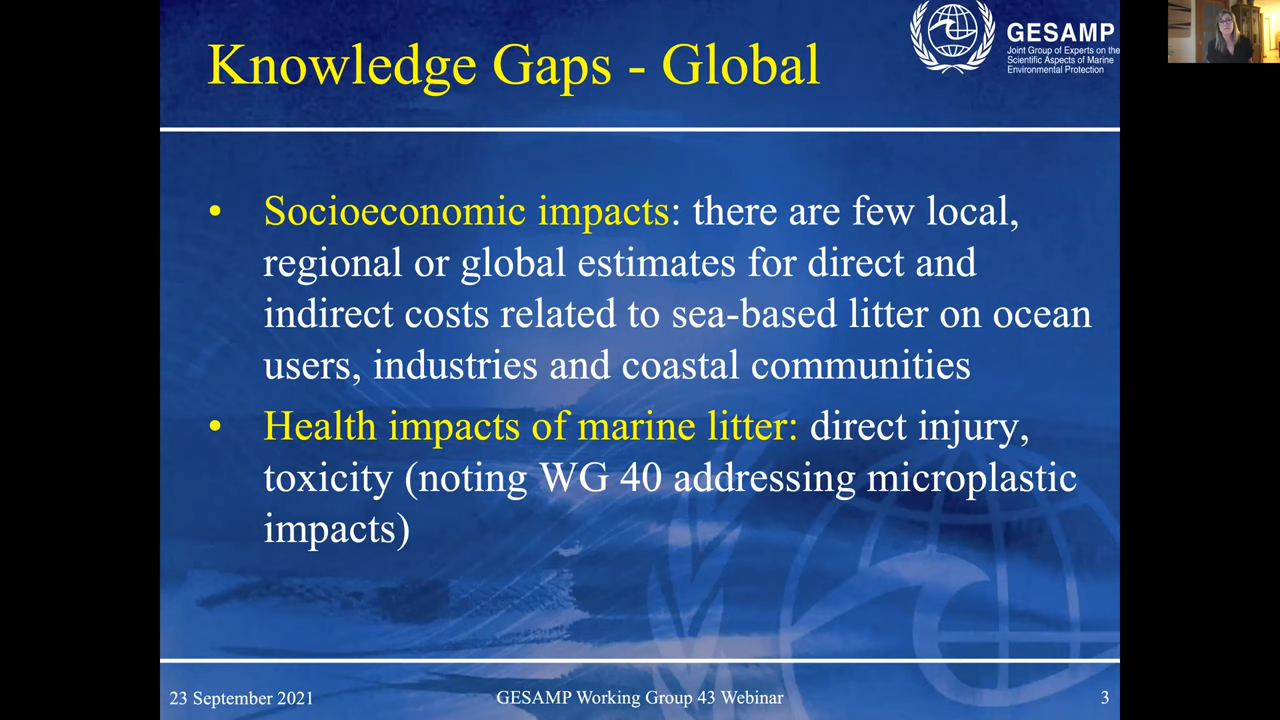 Knowledge Gaps - Global
GESAMP
Joint Group of Experts on the
Scientific Aspects of Marine
Environmental Protection
• Socioeconomic impacts: there are few local,
regional or global estimates for direct and
indirect costs related to sea-based litter on ocean
users, industries and coastal communities
• Health impacts of marine litter: direct injury,
toxicity (noting WG 40 addressing microplastic
impacts)
23 September 2021
GESAMP Working Group 43 Webinar
3